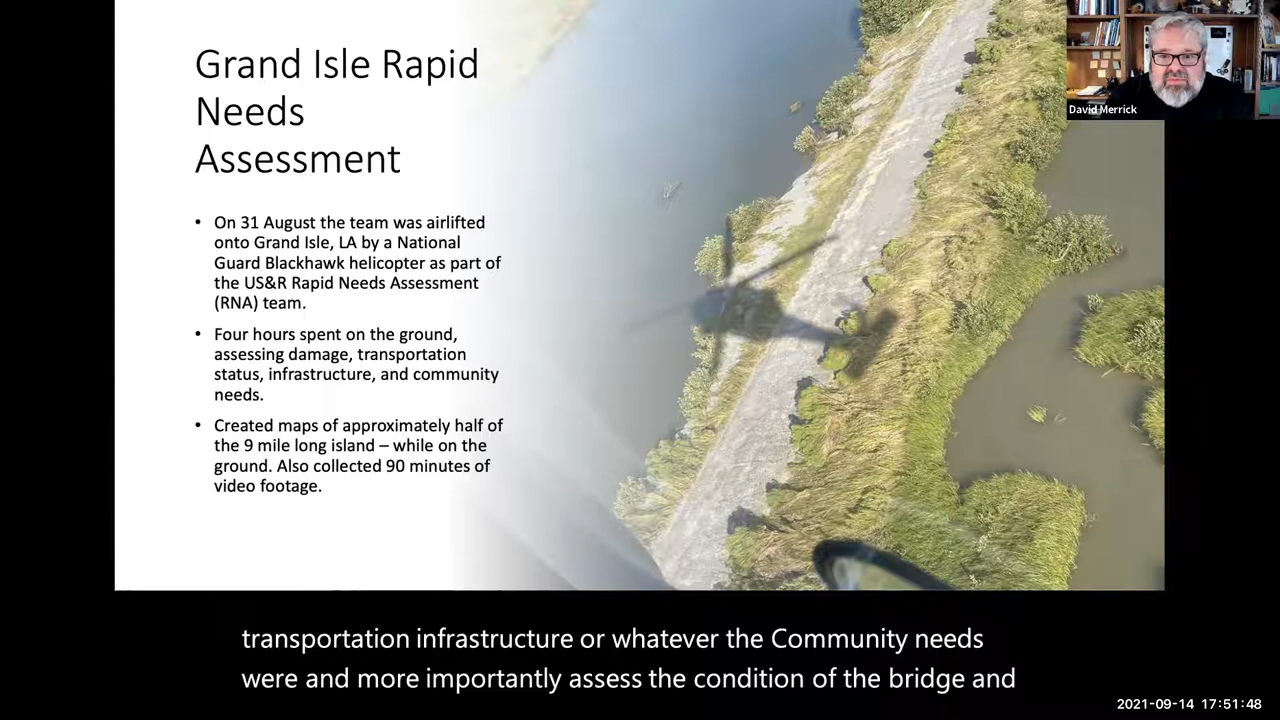 Grand Isle Rapid
Needs
Assessment
• On 31 August the team was airlifted
onto Grand Isle, LA by a National
Guard Blackhawk helicopter as part of
the US&R Rapid Needs Assessment
(RNA) team.
• Four hours spent on the ground,
assessing damage, transportation
status, infrastructure, and community
needs.
• Created maps of approximately half of
the 9 mile long island – while on the
ground. Also collected 90 minutes of
video footage.
David Merrick
transportation infrastructure or whatever the Community needs
were and more importantly assess the condition of the bridge and
2021-09-14 17:51:48